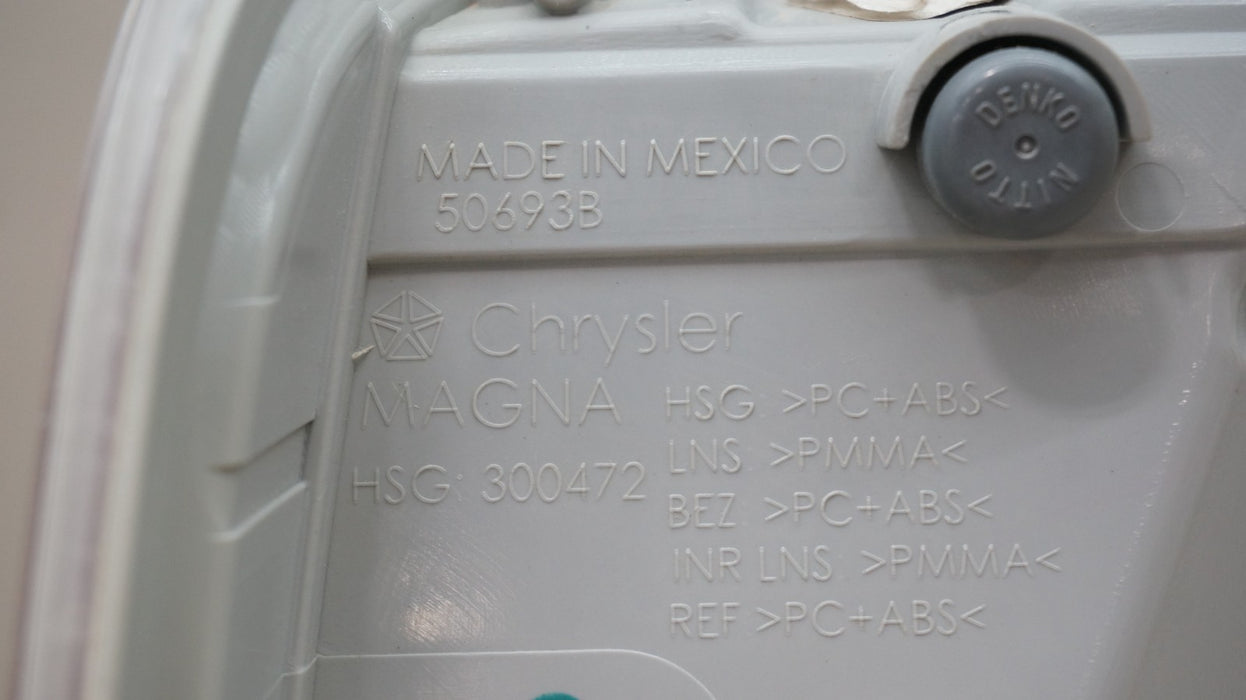 DENKO
NITTO
MADE IN MEXICO
50693B
Chrysler
MAGNA
HSG: 300472
HSG >PC+ABS<
LNS >PMMA<
BEZ >PC+ABS<
INR LNS >PMMA<
REF >PC+ABS<